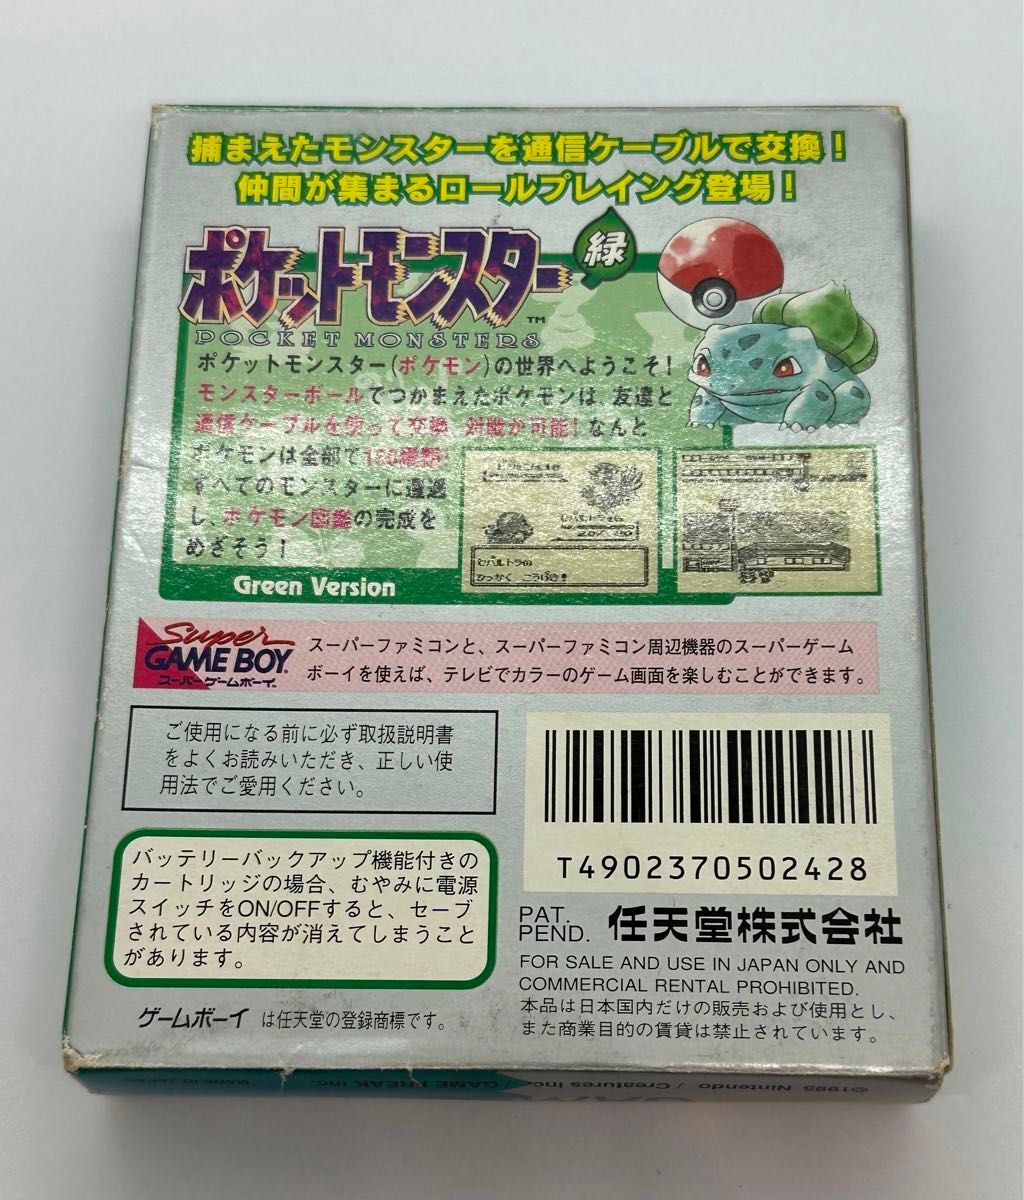 捕まえたモンスターを通信ケーブルで交換！
仲間が集まるロールプレイング登場！
ポケットモンスター
緑
TM
POCKET MONSTERS
ポケットモンスター(ポケモン)の世界へようこそ！
モンスターボールでつかまえたポケモンは、友達と
通信ケーブルを使って交換、対戦が可能！なんと
ポケモンは全部で150種類！
すべてのモンスターに遭遇
し、ポケモン図鑑の完成を
めざそう！
Green Version
ゼバルトラの
ひっかく こうげき！
Super
GAME BOY
スーパーゲームボーイ
スーパーファミコンと、スーパーファミコン周辺機器のスーパーゲーム
ボーイを使えば、テレビでカラーのゲーム画面を楽しむことができます。
ご使用になる前に必ず取扱説明書
をよくお読みいただき、正しい使
用法でご愛用ください。
T4902370502428
バッテリーバックアップ機能付きの
カートリッジの場合、むやみに電源
スイッチをON/OFFすると、セーブ
されている内容が消えてしまうこと
があります。
PAT.
PEND. 任天堂株式会社
FOR SALE AND USE IN JAPAN ONLY AND
COMMERCIAL RENTAL PROHIBITED.
本品は日本国内だけの販売および使用とし、
また商業目的の賃貸は禁止されています。
ゲームボーイ は任天堂の登録商標です。
©1995 Nintendo / Creatures inc. / GAME FREAK inc.
MADE IN JAPAN